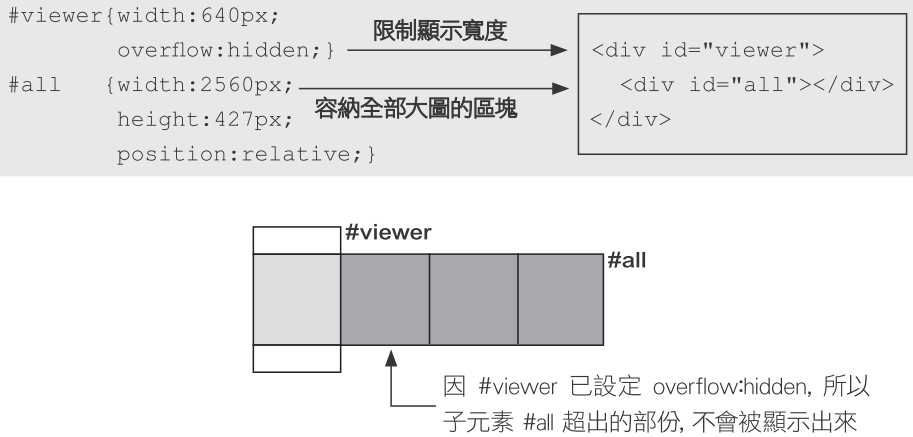 #viewer{width:640px;
overflow:hidden;}
限制顯示寬度
#all {width:2560px;
height:427px;
position:relative;}
容納全部大圖的區塊
<div id="viewer">
<div id="all"></div>
</div>
#viewer
#all
因 #viewer 已設定 overflow:hidden, 所以
子元素 #all 超出的部份, 不會被顯示出來